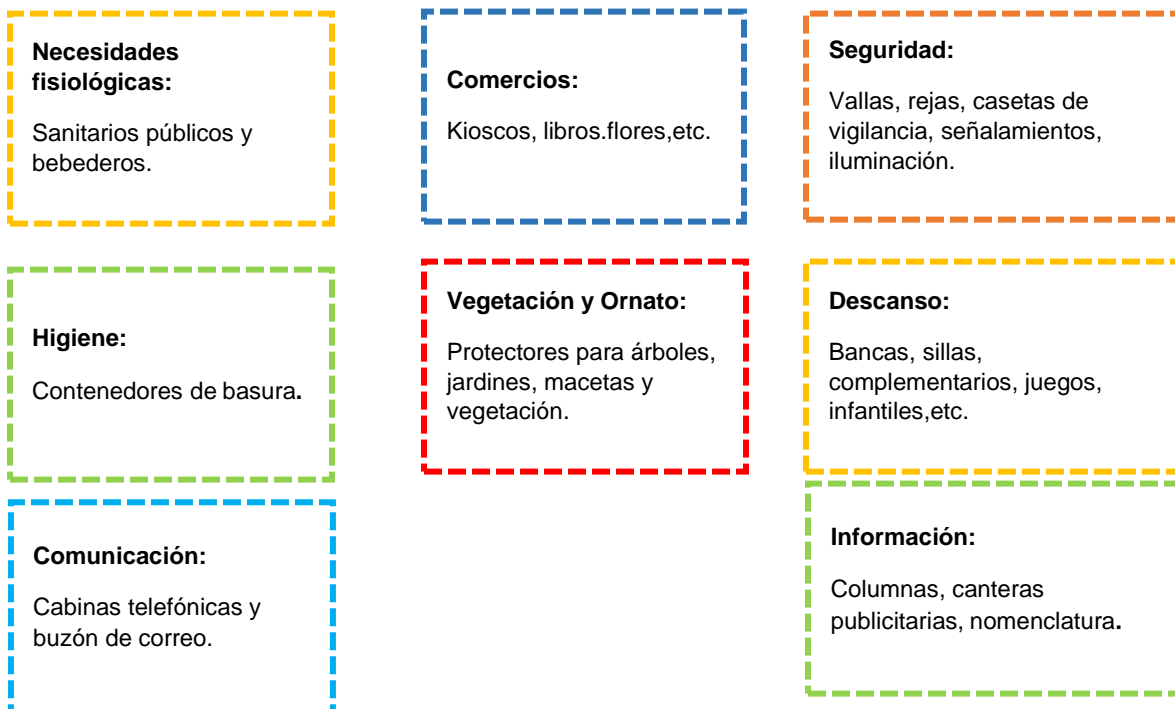 Necesidades
fisiológicas:
Sanitarios públicos y
bebederos.
Comercios:
Kioscos, libros.flores,etc.
Seguridad:
Vallas, rejas, casetas de
vigilancia, señalamientos,
iluminación.
Higiene:
Contenedores de basura.
Vegetación y Ornato:
Protectores para árboles,
jardines, macetas y
vegetación.
Descanso:
Bancas, sillas,
complementarios, juegos,
infantiles,etc.
Comunicación:
Cabinas telefónicas y
buzón de correo.
Información:
Columnas, canteras
publicitarias, nomenclatura.